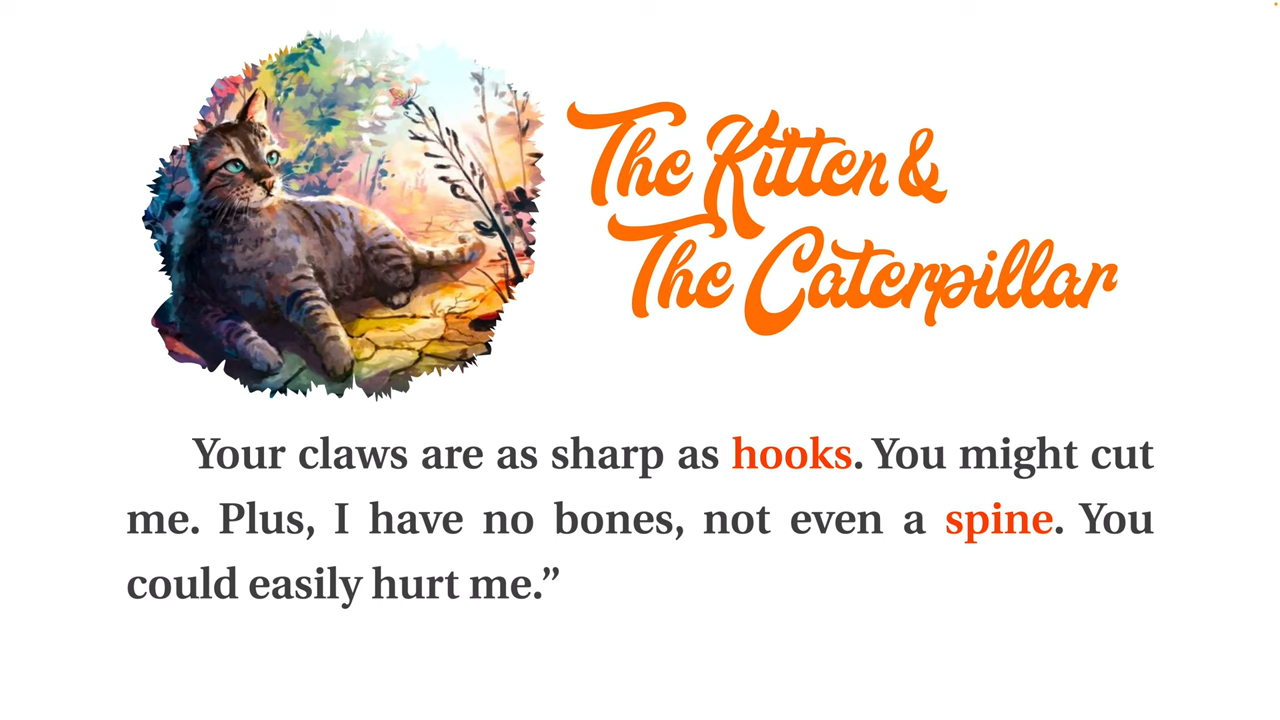 The Kitten &
The Caterpillar
Your claws are as sharp as hooks. You might cut
me. Plus, I have no bones, not even a spine. You
could easily hurt me.”